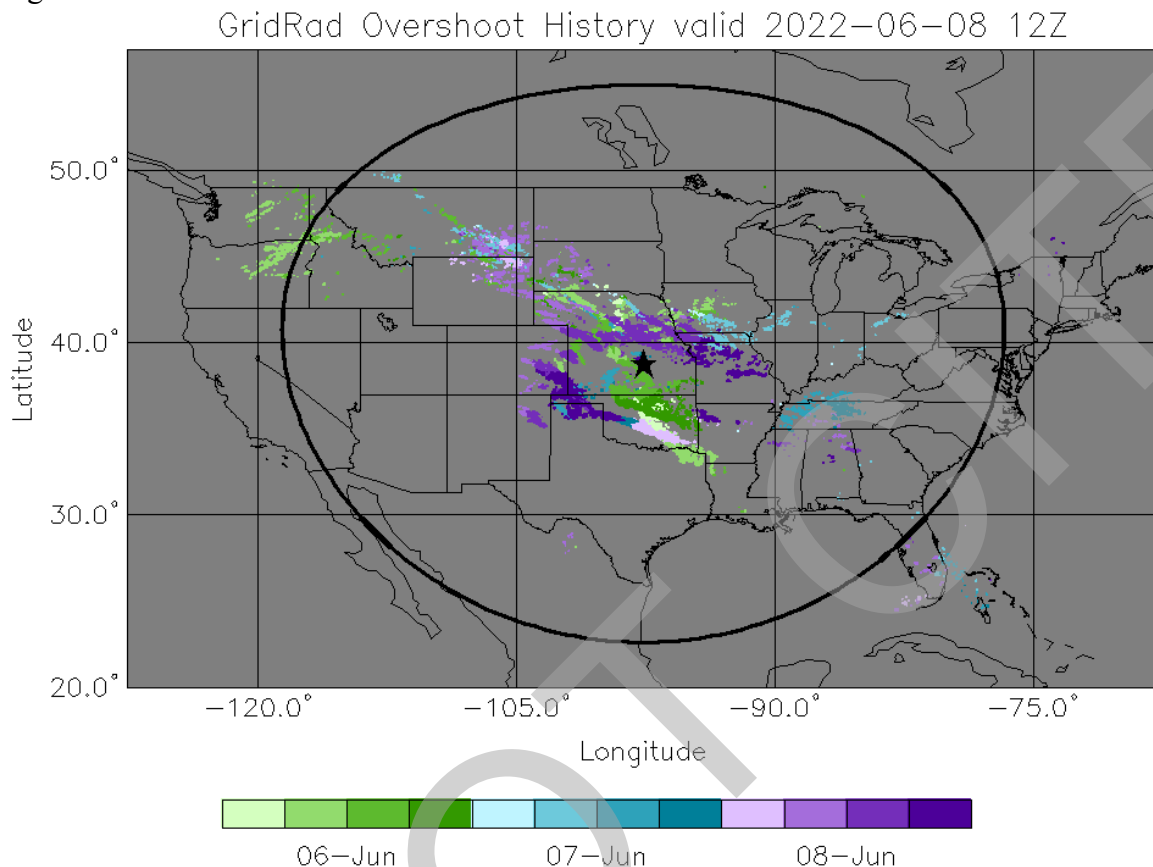 GridRad Overshoot History valid 2022-06-08 12Z
50.0°
40.0°
30.0°
20.0°
Latitude
-120.0° -105.0° -90.0° -75.0°
Longitude
06-Jun 07-Jun 08-Jun